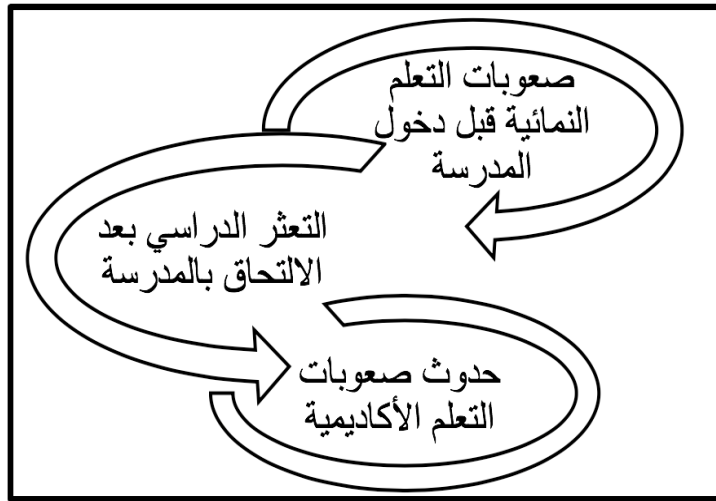 صعوبات التعلم
النمائية قبل دخول
المدرسة
التعثر الدراسي بعد
الالتحاق بالمدرسة
حدوث صعوبات
التعلم الأكاديمية